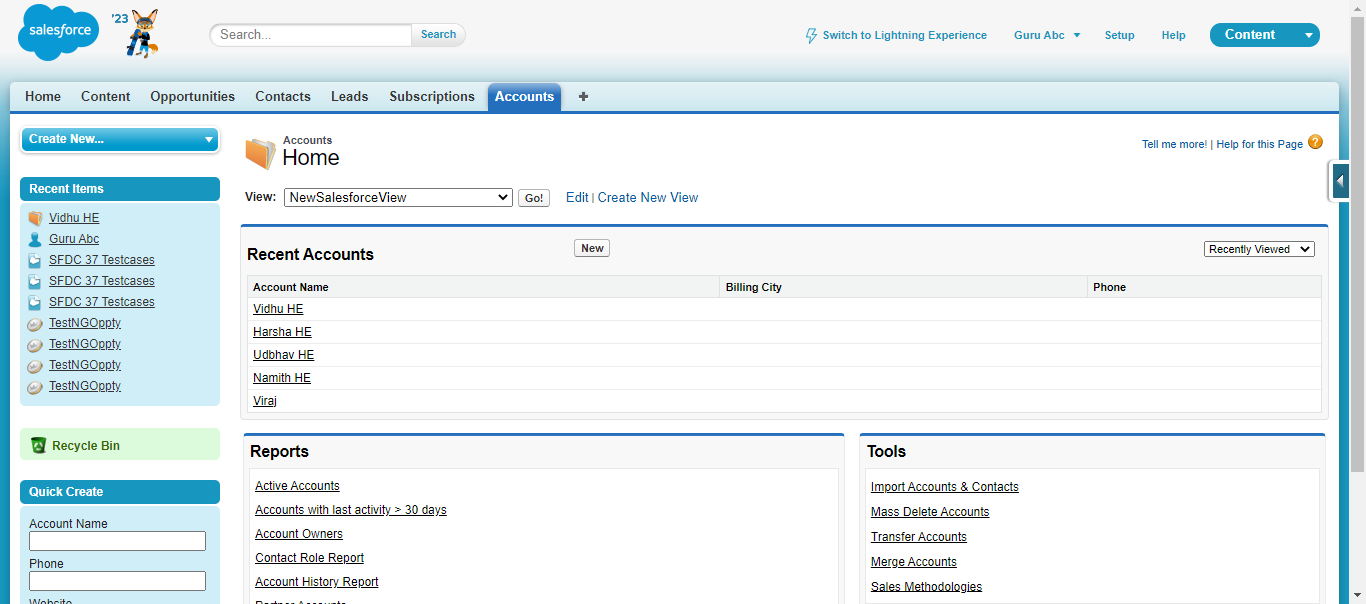 salesforce '23
Search...
Search
Switch to Lightning Experience
Guru Abc
Setup
Help
Content
Home Content Opportunities Contacts Leads Subscriptions Accounts +
Create New...
Recent Items
Vidhu HE
Guru Abc
SFDC 37 Testcases
SFDC 37 Testcases
SFDC 37 Testcases
TestNGOppty
TestNGOppty
TestNGOppty
TestNGOppty
Recycle Bin
Quick Create
Account Name
Phone
Website
Accounts
Home
Tell me more! | Help for this Page ?
View: NewSalesforceView Go! Edit | Create New View
Recent Accounts New Recently Viewed
Account Name Billing City Phone
Vidhu HE
Harsha HE
Udbhav HE
Namith HE
Viraj
Reports
Active Accounts
Accounts with last activity > 30 days
Account Owners
Contact Role Report
Account History Report
Partner Accounts
Tools
Import Accounts & Contacts
Mass Delete Accounts
Transfer Accounts
Merge Accounts
Sales Methodologies